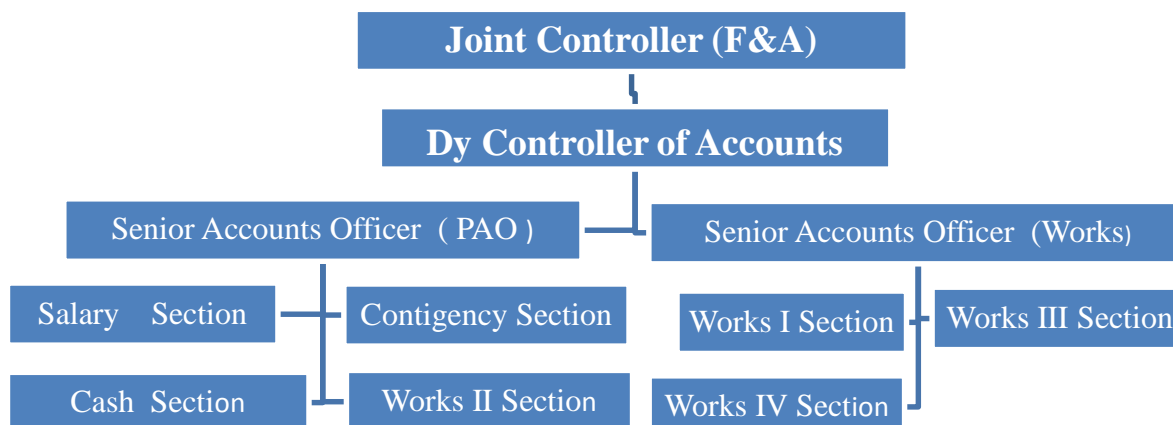 Joint Controller (F&A)
Dy Controller of Accounts
Senior Accounts Officer ( PAO )
Senior Accounts Officer (Works)
Salary Section
Contigency Section
Works I Section
Works III Section
Cash Section
Works II Section
Works IV Section